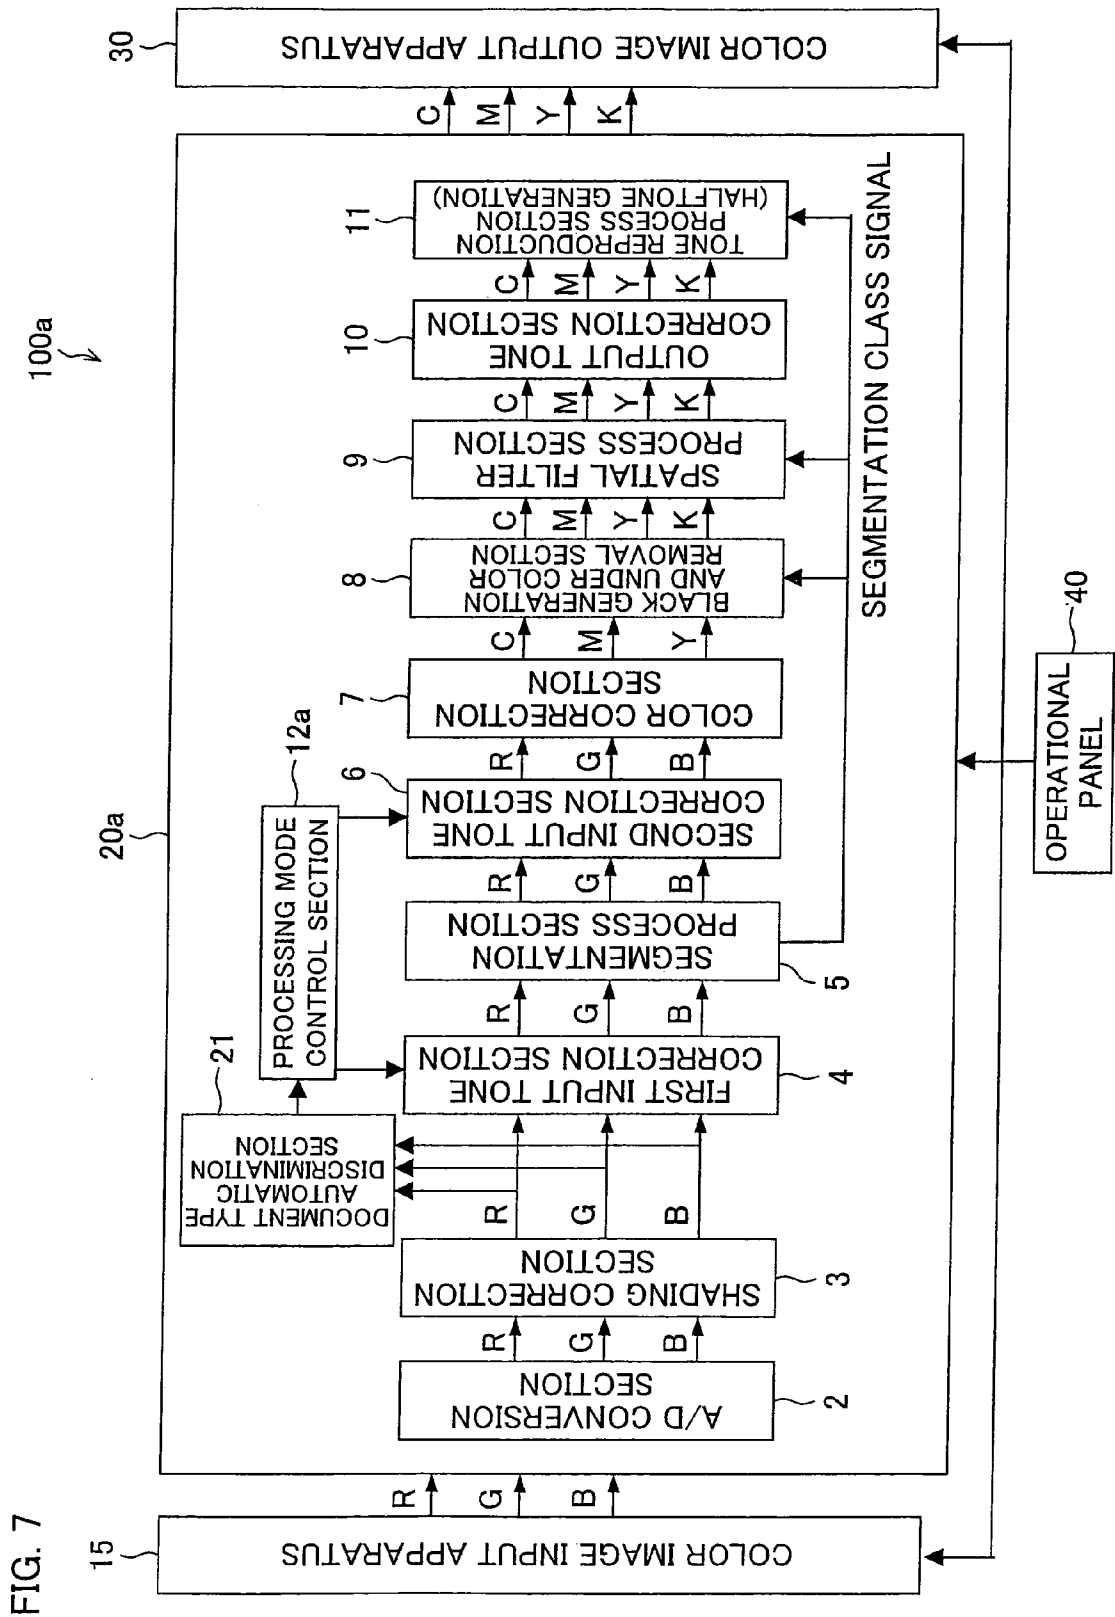 FIG. 7
100a
20a
15
COLOR IMAGE INPUT APPARATUS
R
G
B
A/D CONVERSION
SECTION
2
R
G
B
SHADING CORRECTION
SECTION
3
R
G
B
DOCUMENT TYPE
AUTOMATIC
DISCRIMINATION
SECTION
21
PROCESSING MODE
CONTROL SECTION
12a
FIRST INPUT TONE
CORRECTION SECTION
4
R
G
B
SEGMENTATION
PROCESS SECTION
5
R
G
B
SECOND INPUT TONE
CORRECTION SECTION
6
R
G
B
COLOR CORRECTION
SECTION
7
C
M
Y
BLACK GENERATION
AND UNDER COLOR
REMOVAL SECTION
8
C
M
Y
K
SPATIAL FILTER
PROCESS SECTION
9
C
M
Y
K
OUTPUT TONE
CORRECTION SECTION
10
C
M
Y
K
TONE REPRODUCTION
PROCESS SECTION
(HALFTONE GENERATION)
11
SEGMENTATION CLASS SIGNAL
C
M
Y
K
COLOR IMAGE OUTPUT APPARATUS
30
OPERATIONAL
PANEL
40